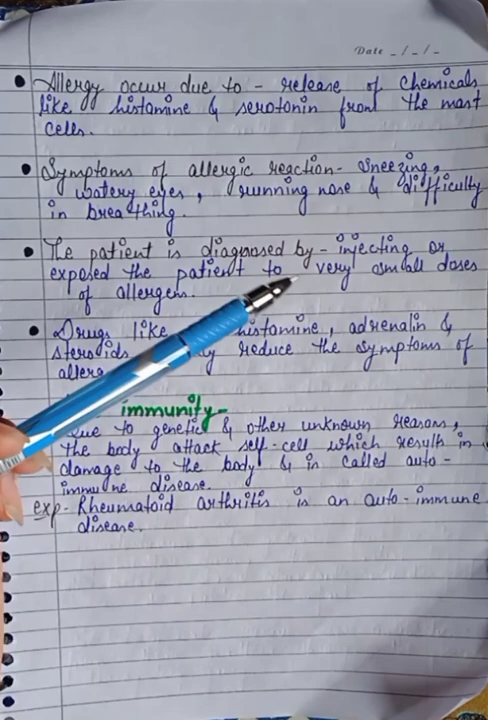 Date _/_/_
• Allergy occur due to - release of chemicals
like histamine & serotonin from the mast
cells.
• Symptoms of allergic reaction - sneezing,
watery eyes, running nose & difficulty
in breathing.
• The patient is diagnosed by - injecting or
exposed the patient to very small doses
of allergens.
• Drugs like histamine, adrenalin &
steroids reduce the symptoms of
immunity -
due to genetic & other unknown reasons,
the body attack self-cell which results in
damage to the body & is called auto -
immune disease.
exp - Rheumatoid arthritis is an auto-immune
disease.